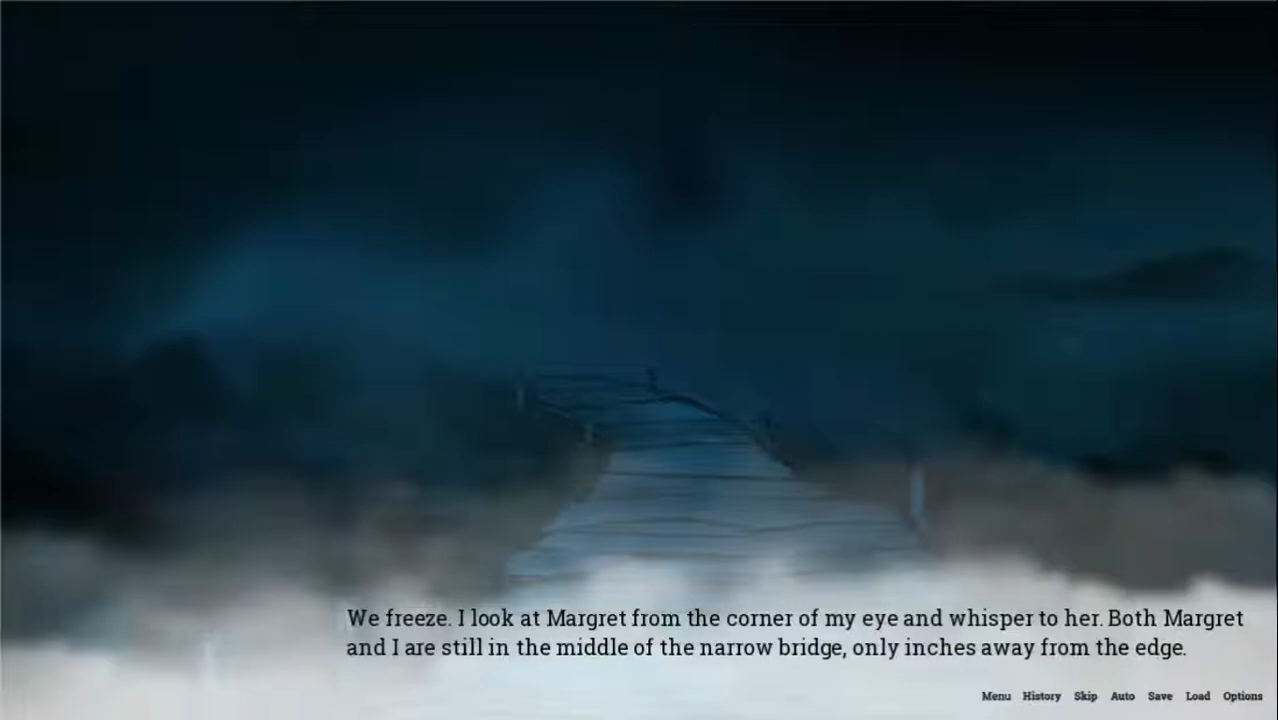 We freeze. I look at Margret from the corner of my eye and whisper to her. Both Margret
and I are still in the middle of the narrow bridge, only inches away from the edge.
Menu History Skip Auto Save Load Options